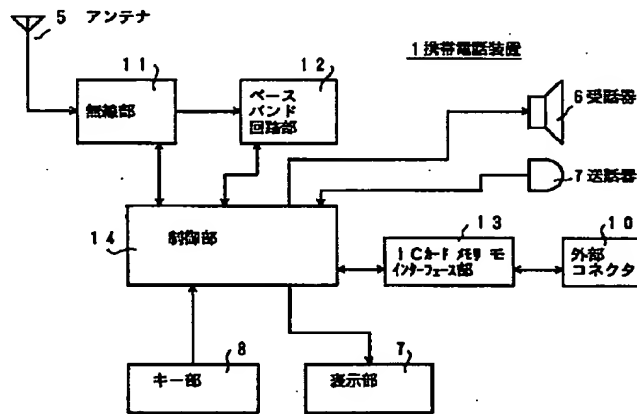 5 アンテナ
1携帯電話装置
11
無線部
12
ベース
バンド
回路部
6受話器
7送話器
14
制御部
13
ICカード メモリ モ
インターフェース部
10
外部
コネクタ
8
キー部
7
表示部